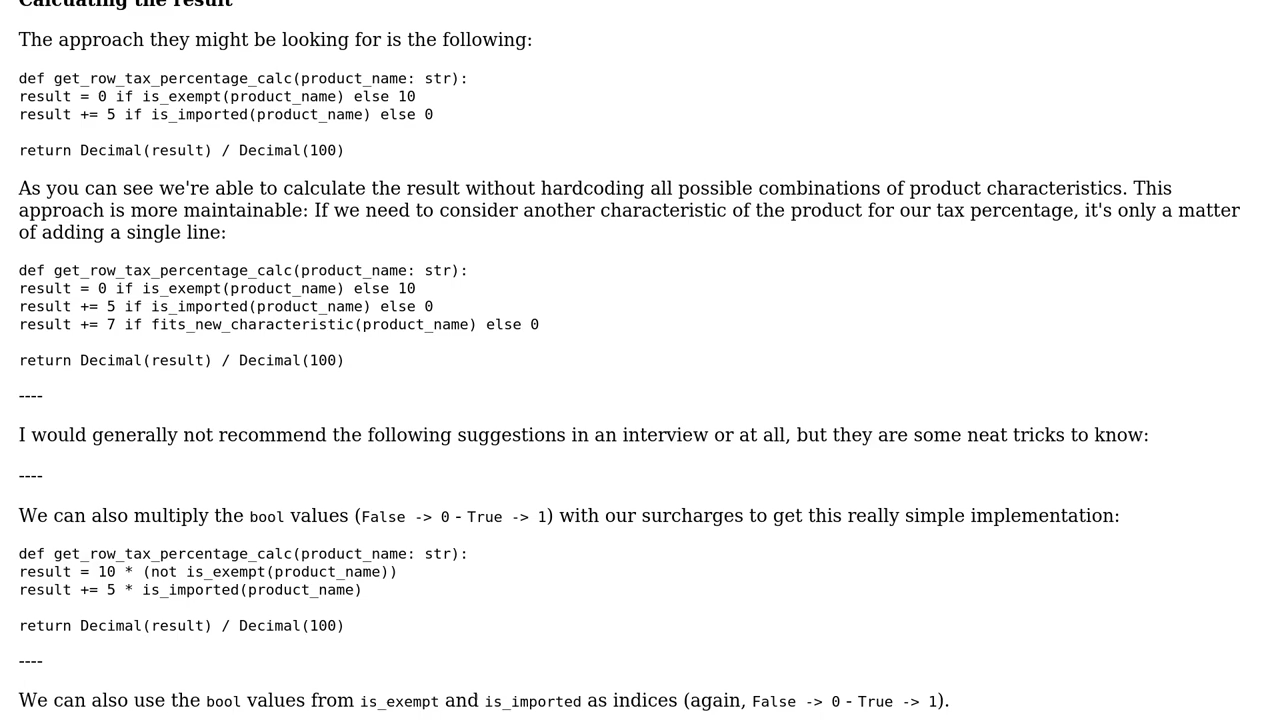 Calculating the result
The approach they might be looking for is the following:
def get_row_tax_percentage_calc(product_name: str):
result = 0 if is_exempt(product_name) else 10
result += 5 if is_imported(product_name) else 0
return Decimal(result) / Decimal(100)
As you can see we're able to calculate the result without hardcoding all possible combinations of product characteristics. This
approach is more maintainable: If we need to consider another characteristic of the product for our tax percentage, it's only a matter
of adding a single line:
def get_row_tax_percentage_calc(product_name: str):
result = 0 if is_exempt(product_name) else 10
result += 5 if is_imported(product_name) else 0
result += 7 if fits_new_characteristic(product_name) else 0
return Decimal(result) / Decimal(100)
----
I would generally not recommend the following suggestions in an interview or at all, but they are some neat tricks to know:
----
We can also multiply the bool values (False -> 0 - True -> 1) with our surcharges to get this really simple implementation:
def get_row_tax_percentage_calc(product_name: str):
result = 10 * (not is_exempt(product_name))
result += 5 * is_imported(product_name)
return Decimal(result) / Decimal(100)
----
We can also use the bool values from is_exempt and is_imported as indices (again, False -> 0 - True -> 1).